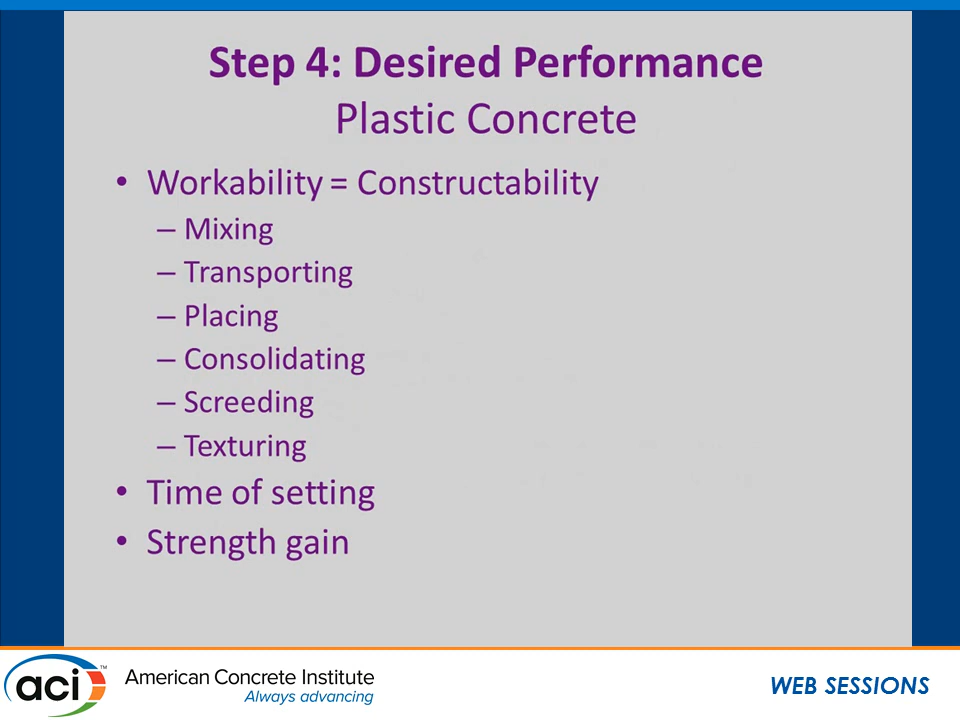 Step 4: Desired Performance
Plastic Concrete
• Workability = Constructability
– Mixing
– Transporting
– Placing
– Consolidating
– Screeding
– Texturing
• Time of setting
• Strength gain
aci™
American Concrete Institute
Always advancing
WEB SESSIONS